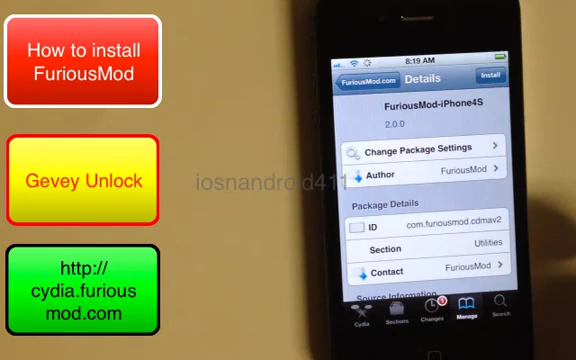 How to install
FuriousMod
Gevey Unlock
http://
cydia.furious
mod.com
iosnandroid411
8:19 AM
FuriousMod.com
Details
Install
FuriousMod-iPhone4S
2.0.0
Change Package Settings
Author
FuriousMod
Package Details
ID
com.furiousmod.cdmav2
Section
Utilities
Contact
FuriousMod
Source Information
Cydia
Sections
Changes
Manage
Search